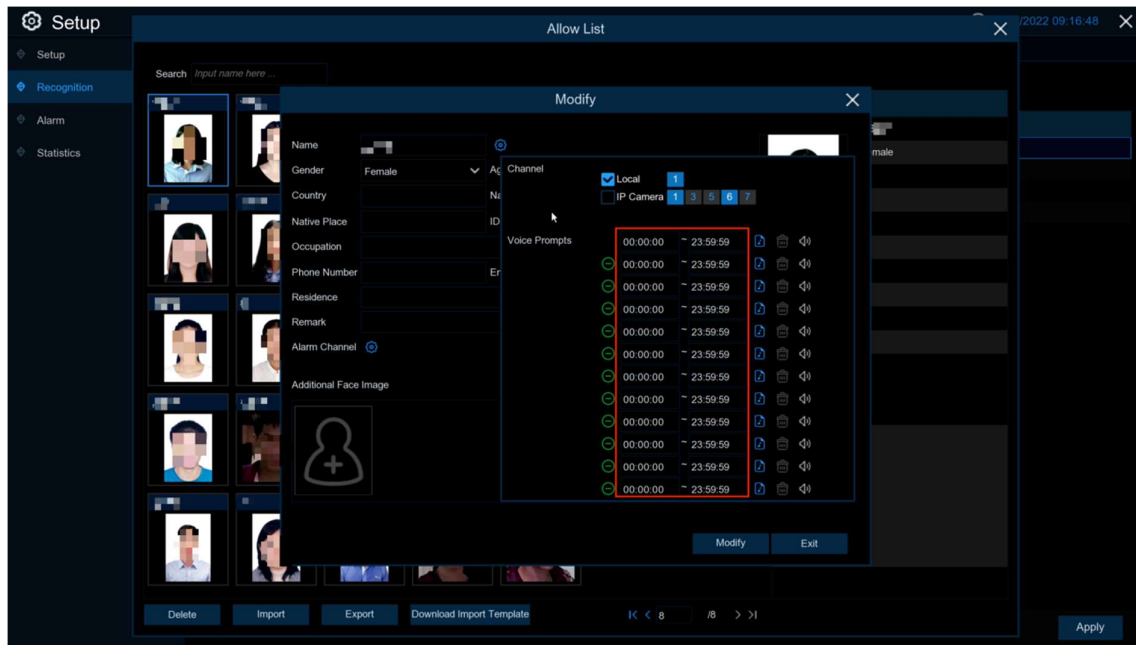 Setup
Allow List
/2022 09:16:48
Setup
Recognition
Alarm
Statistics
Search Input name here ...
Modify
Name
Gender Female
Country
Native Place ID
Occupation
Phone Number
Residence
Remark
Alarm Channel
Additional Face Image
male
Channel
Local 1
IP Camera 1 3 5 6 7
Voice Prompts
00:00:00 ~ 23:59:59
00:00:00 ~ 23:59:59
00:00:00 ~ 23:59:59
00:00:00 ~ 23:59:59
00:00:00 ~ 23:59:59
00:00:00 ~ 23:59:59
00:00:00 ~ 23:59:59
00:00:00 ~ 23:59:59
00:00:00 ~ 23:59:59
00:00:00 ~ 23:59:59
00:00:00 ~ 23:59:59
00:00:00 ~ 23:59:59
Modify Exit
Delete Import Export Download Import Template
8 /8
Apply